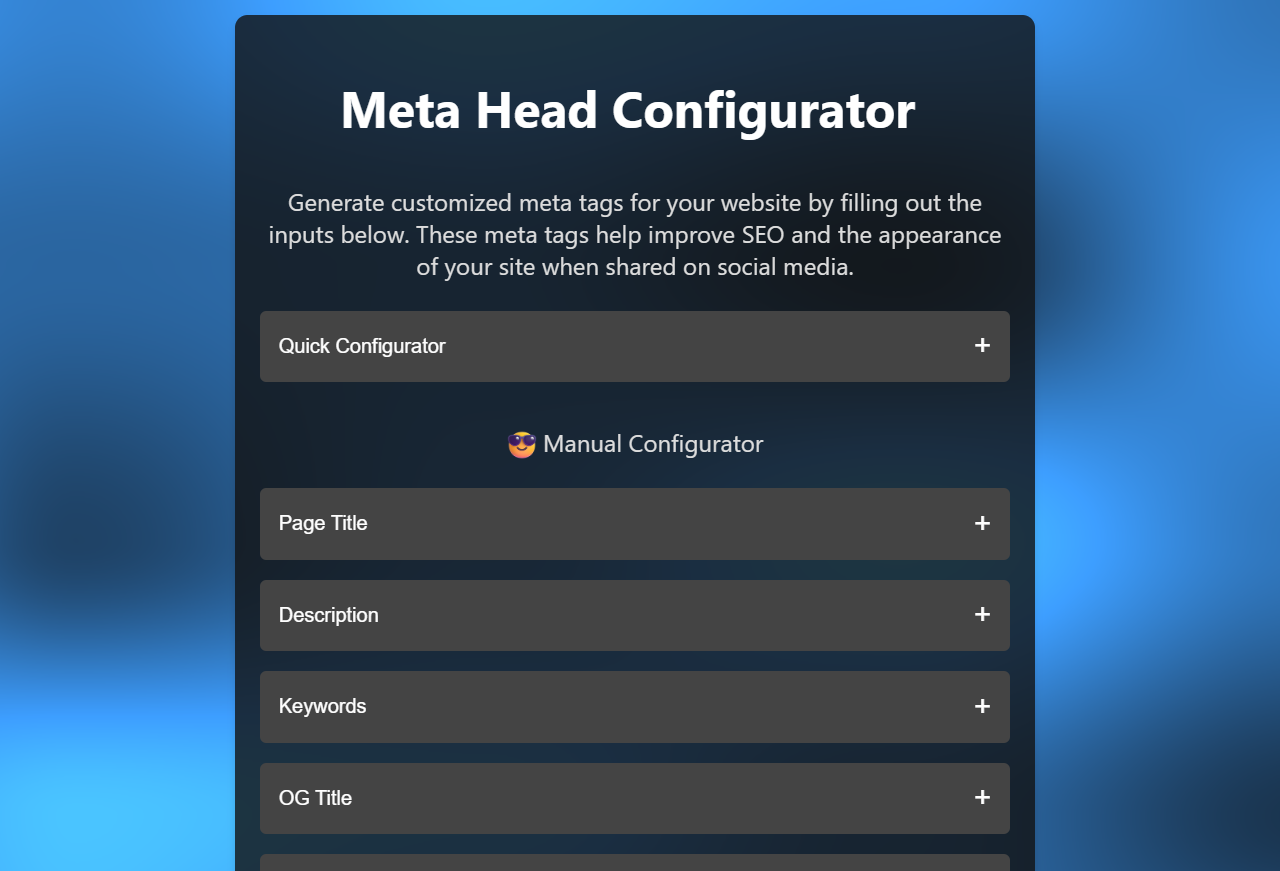 Meta Head Configurator
Generate customized meta tags for your website by filling out the
inputs below. These meta tags help improve SEO and the appearance
of your site when shared on social media.
Quick Configurator +
😎 Manual Configurator
Page Title +
Description +
Keywords +
OG Title +